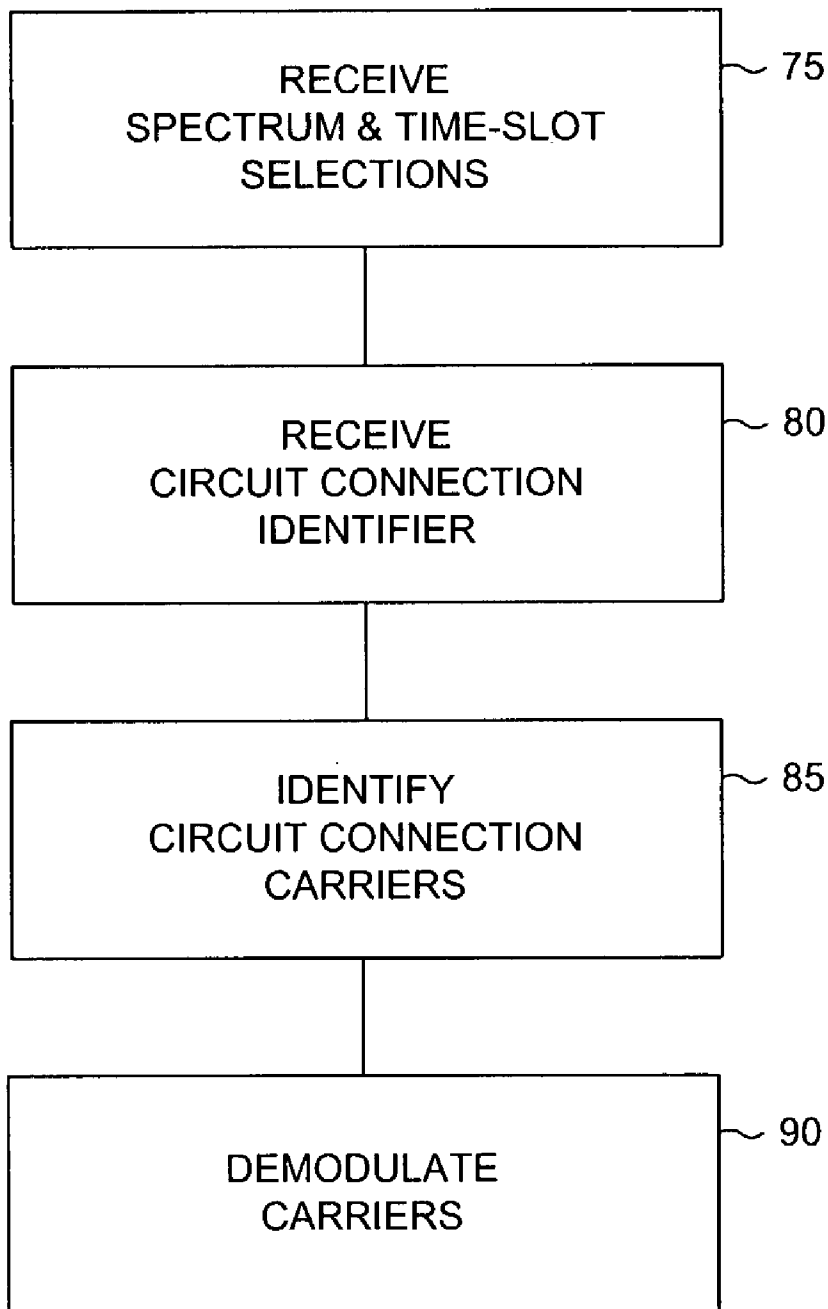 RECEIVE
SPECTRUM & TIME-SLOT
SELECTIONS
75
RECEIVE
CIRCUIT CONNECTION
IDENTIFIER
80
IDENTIFY
CIRCUIT CONNECTION
CARRIERS
85
DEMODULATE
CARRIERS
90